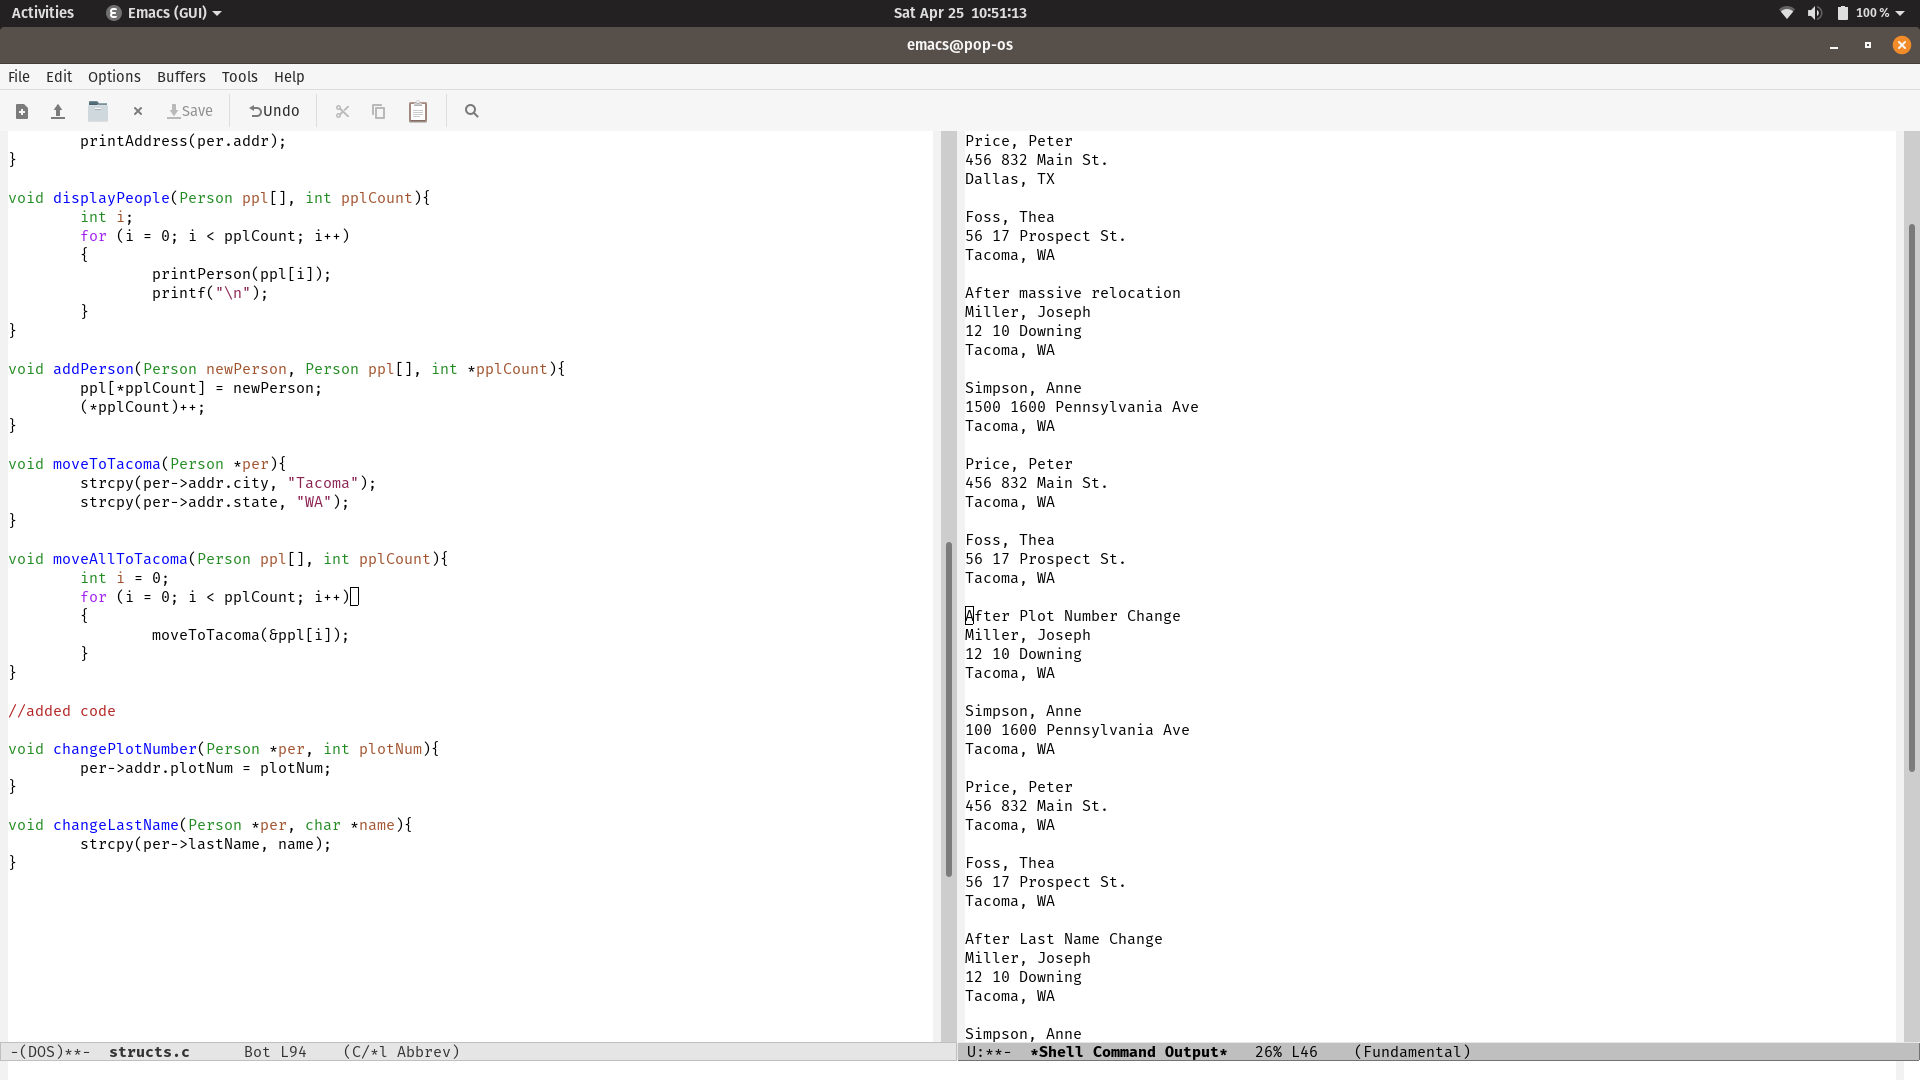 Activities Emacs (GUI) Sat Apr 25 10:51:13 100 %
emacs@pop-os
File Edit Options Buffers Tools Help
Save Undo
printAddress(per.addr);
}
void displayPeople(Person ppl[], int pplCount){
int i;
for (i = 0; i < pplCount; i++)
{
printPerson(ppl[i]);
printf("\n");
}
}
void addPerson(Person newPerson, Person ppl[], int *pplCount){
ppl[*pplCount] = newPerson;
(*pplCount)++;
}
void moveToTacoma(Person *per){
strcpy(per->addr.city, "Tacoma");
strcpy(per->addr.state, "WA");
}
void moveAllToTacoma(Person ppl[], int pplCount){
int i = 0;
for (i = 0; i < pplCount; i++)
{
moveToTacoma(&ppl[i]);
}
}
//added code
void changePlotNumber(Person *per, int plotNum){
per->addr.plotNum = plotNum;
}
void changeLastName(Person *per, char *name){
strcpy(per->lastName, name);
}
-(DOS)**- structs.c Bot L94 (C/*l Abbrev)
Price, Peter
456 832 Main St.
Dallas, TX
Foss, Thea
56 17 Prospect St.
Tacoma, WA
After massive relocation
Miller, Joseph
12 10 Downing
Tacoma, WA
Simpson, Anne
1500 1600 Pennsylvania Ave
Tacoma, WA
Price, Peter
456 832 Main St.
Tacoma, WA
Foss, Thea
56 17 Prospect St.
Tacoma, WA
After Plot Number Change
Miller, Joseph
12 10 Downing
Tacoma, WA
Simpson, Anne
100 1600 Pennsylvania Ave
Tacoma, WA
Price, Peter
456 832 Main St.
Tacoma, WA
Foss, Thea
56 17 Prospect St.
Tacoma, WA
After Last Name Change
Miller, Joseph
12 10 Downing
Tacoma, WA
Simpson, Anne
U:**- *Shell Command Output* 26% L46 (Fundamental)